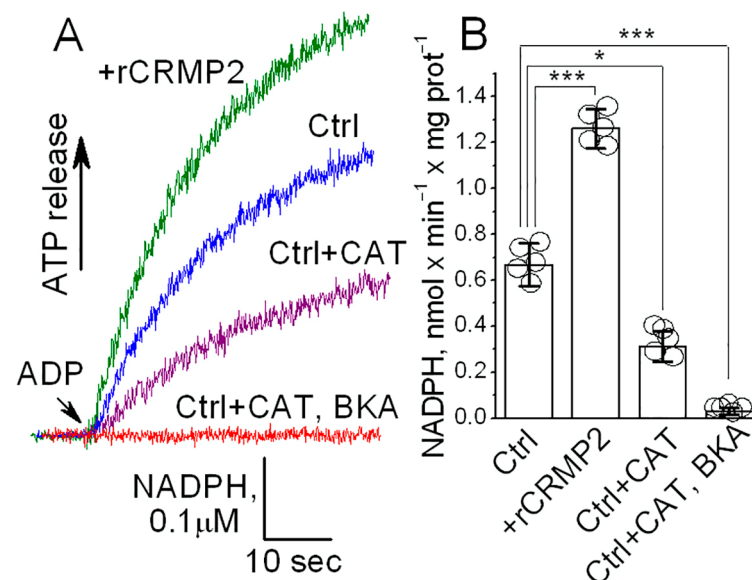 A
+rCRMP2
Ctrl
ATP release
Ctrl+CAT
ADP
Ctrl+CAT, BKA
NADPH,
0.1μM
10 sec
B
***
*
***
NADPH, nmol x min⁻¹ x mg prot⁻¹
1.4
1.2
1.0
0.8
0.6
0.4
0.2
0.0
Ctrl
+rCRMP2
Ctrl+CAT
Ctrl+CAT, BKA